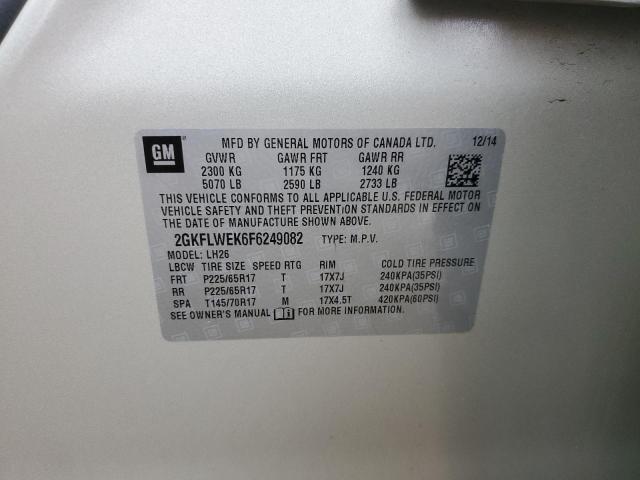 GM ®
MFD BY GENERAL MOTORS OF CANADA LTD. 12/14
GVWR GAWR FRT GAWR RR
2300 KG 1175 KG 1240 KG
5070 LB 2590 LB 2733 LB
THIS VEHICLE CONFORMS TO ALL APPLICABLE U.S. FEDERAL MOTOR
VEHICLE SAFETY AND THEFT PREVENTION STANDARDS IN EFFECT ON
THE DATE OF MANUFACTURE SHOWN ABOVE.
2GKFLWEK6F6249082 TYPE: M.P.V.
MODEL: LH26
LBCW TIRE SIZE SPEED RTG RIM COLD TIRE PRESSURE
FRT P225/65R17 T 17X7J 240KPA(35PSI)
RR P225/65R17 T 17X7J 240KPA(35PSI)
SPA T145/70R17 M 17X4.5T 420KPA(60PSI)
SEE OWNER'S MANUAL FOR MORE INFORMATION.